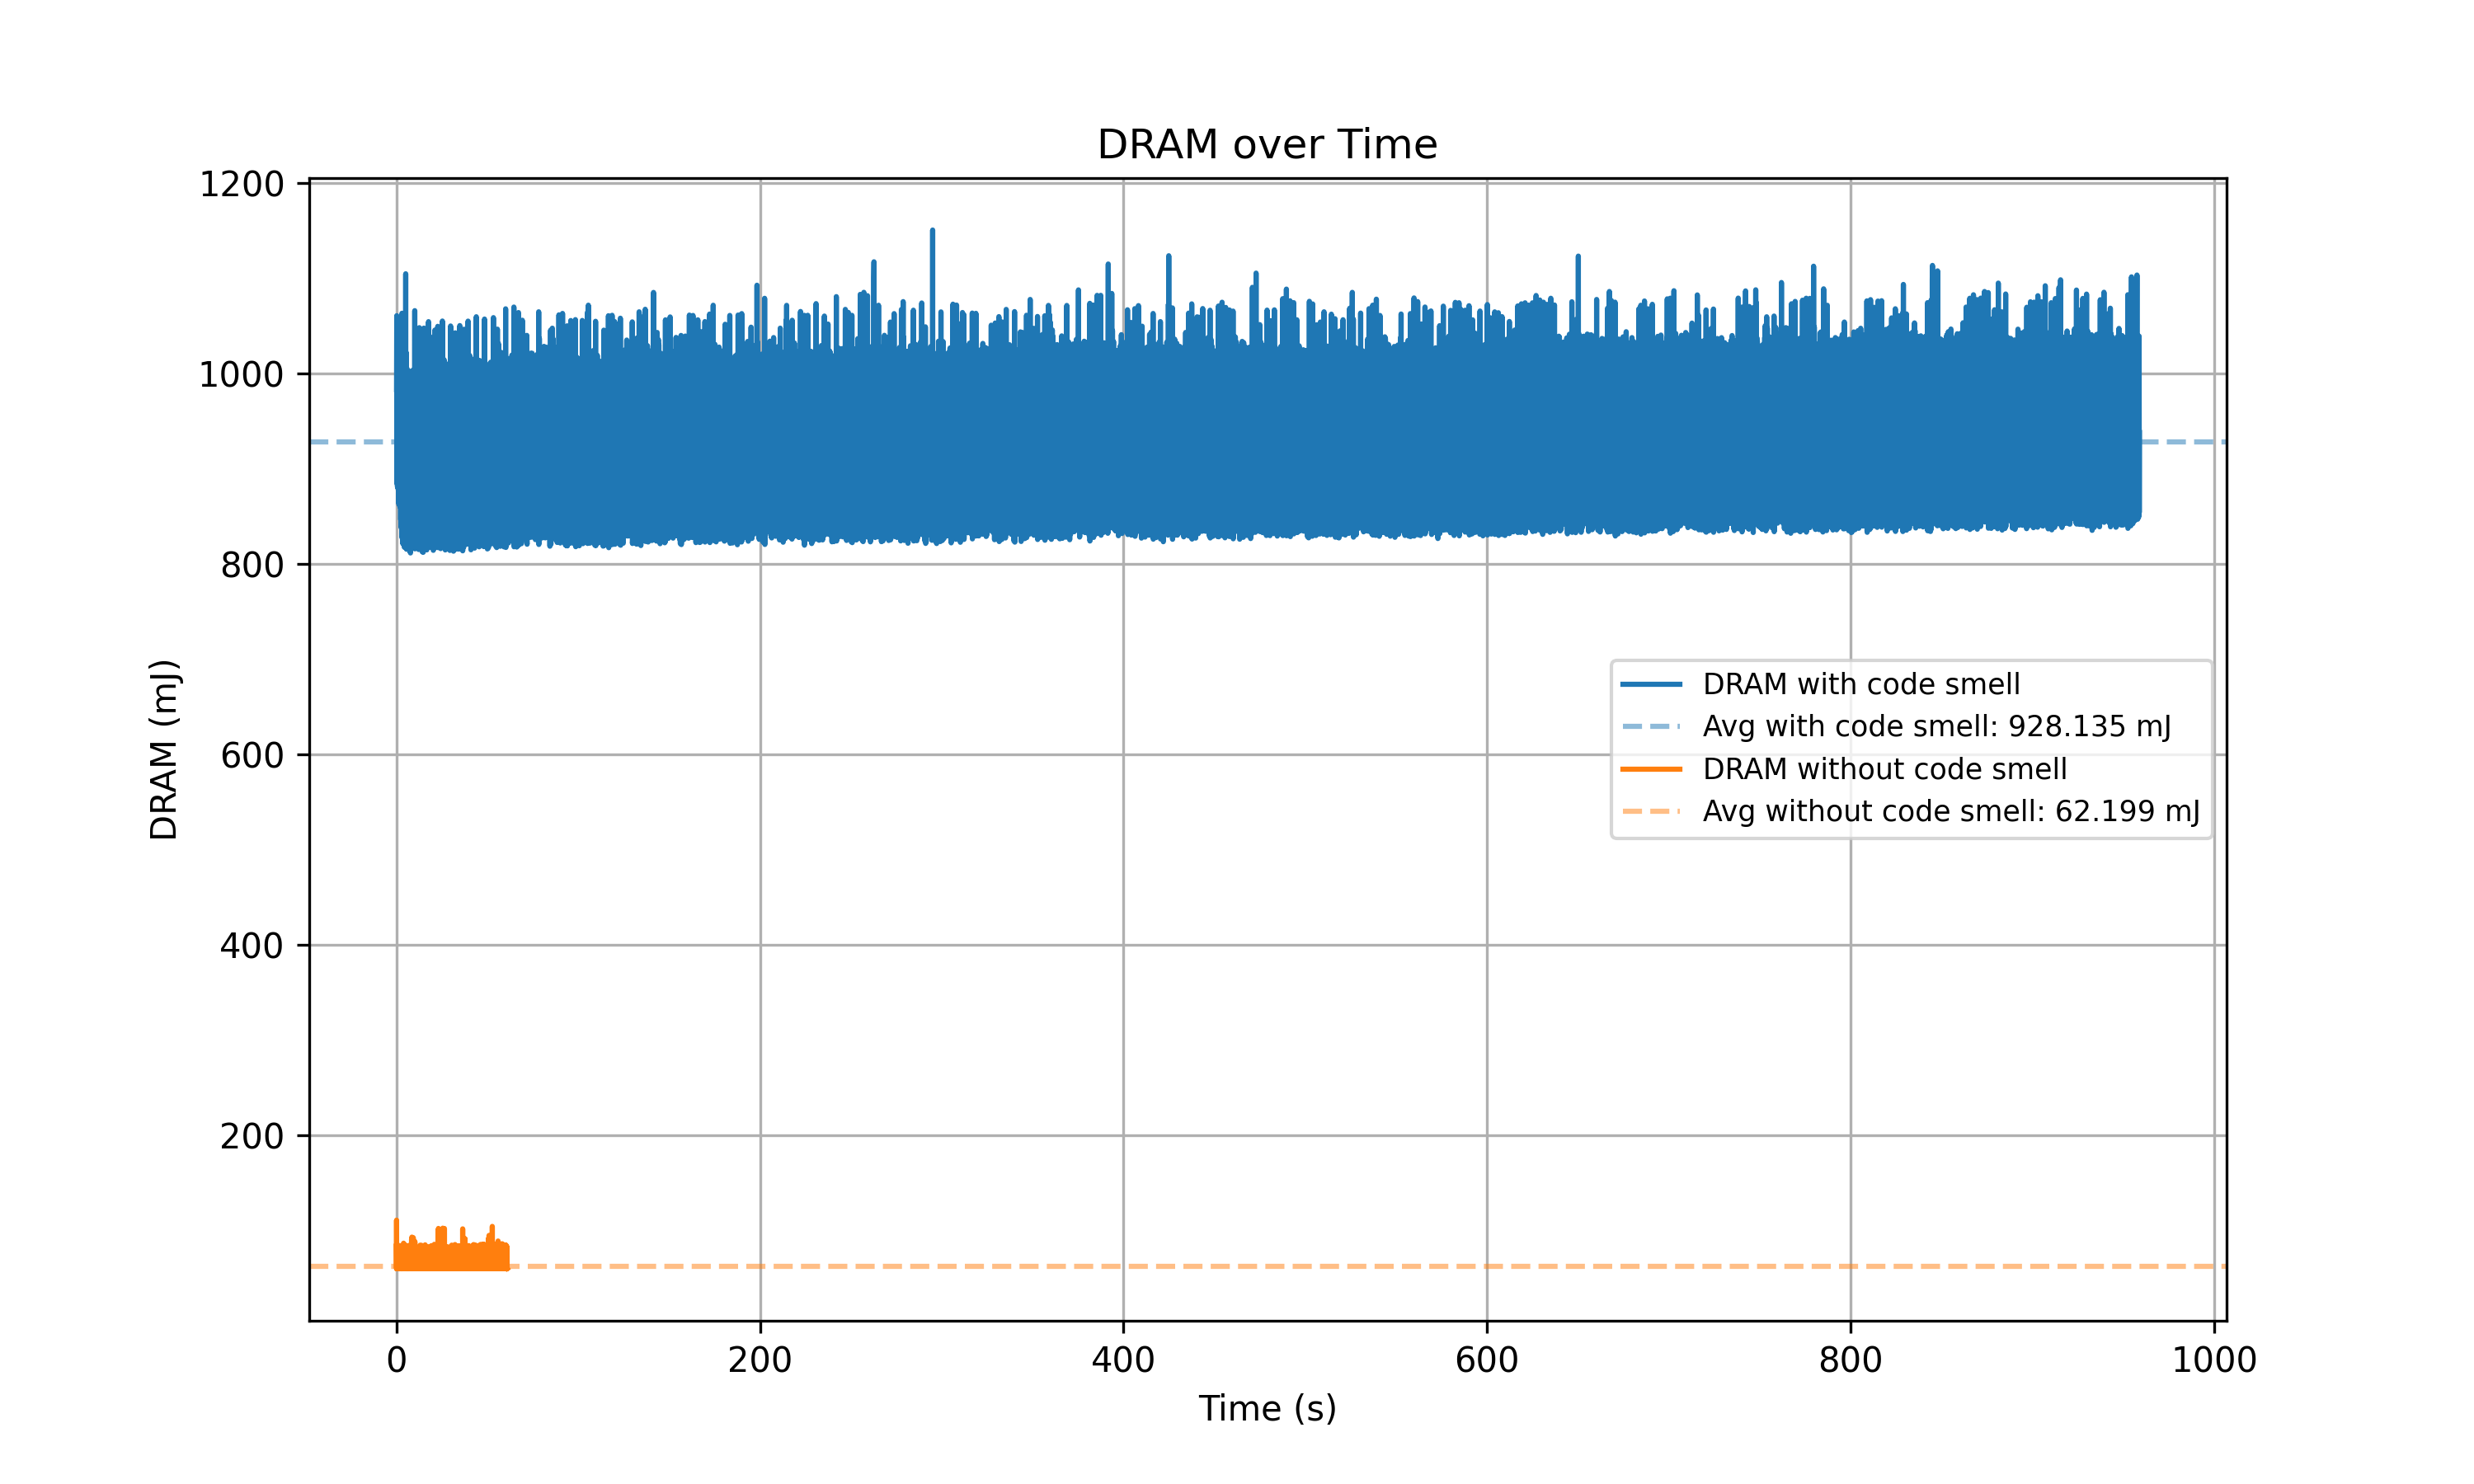 DRAM over Time
1200
1000
800
600
400
200
DRAM (mJ)
DRAM with code smell
Avg with code smell: 928.135 mJ
DRAM without code smell
Avg without code smell: 62.199 mJ
0 200 400 600 800 1000
Time (s)